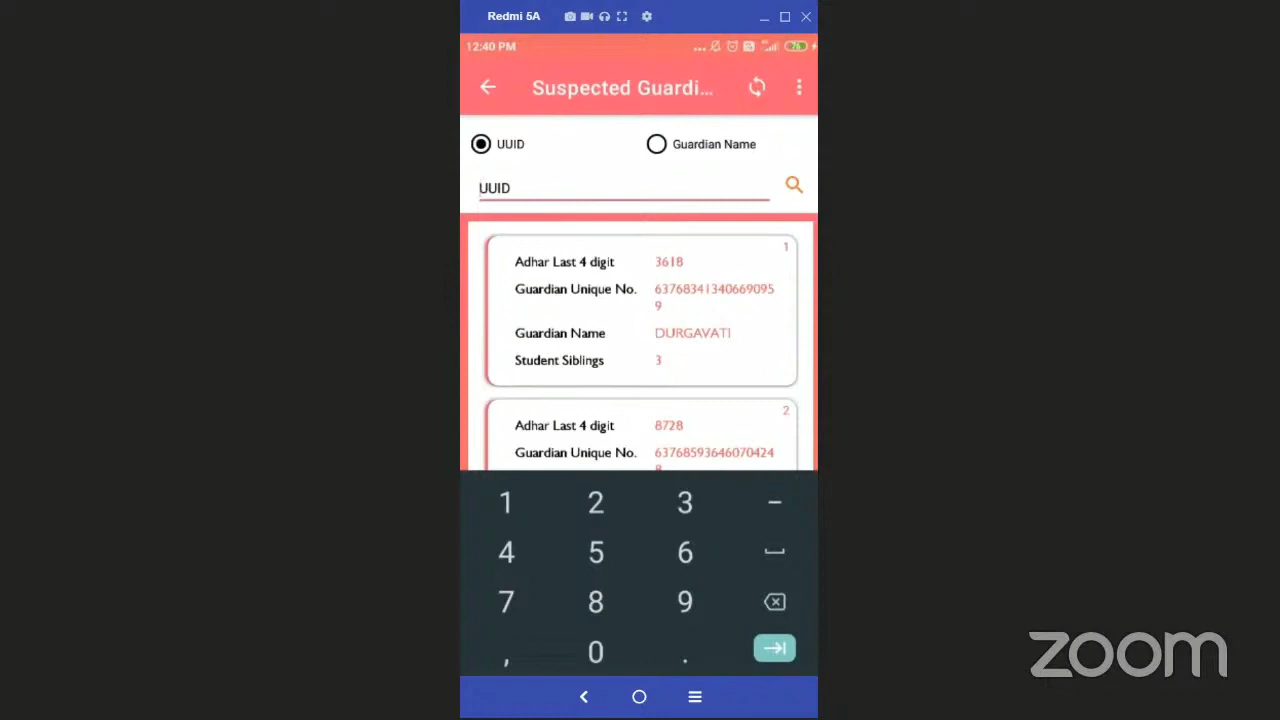 Redmi 5A
12:40 PM
76
Suspected Guardi...
UUID
Guardian Name
UUID
1
Adhar Last 4 digit 3618
Guardian Unique No. 63768341340669095
9
Guardian Name DURGAVATI
Student Siblings 3
2
Adhar Last 4 digit 8728
Guardian Unique No. 63768593646070424
8
1 2 3 –
4 5 6
7 8 9
, 0 .
zoom